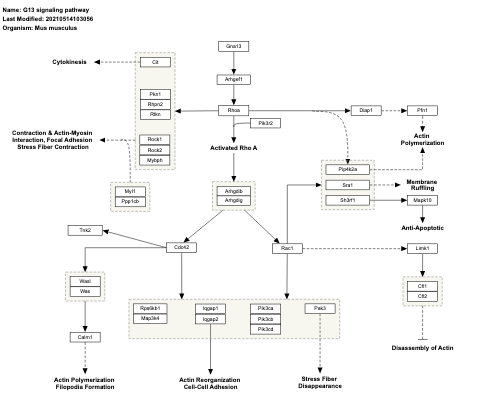 Name: G13 signaling pathway
Last Modified: 20210514103056
Organism: Mus musculus
Gna13
Cytokinesis
Cit
Arhgef1
Pkn1
Rhpn2
Rtkn
Rhoa
Diap1
Pfn1
Pik3r2
Contraction & Actin-Myosin
Interaction, Focal Adhesion
Stress Fiber Contraction
Rock1
Rock2
Mybph
Activated Rho A
Actin
Polymerization
Pip4k2a
Sra1
Sh3rf1
Membrane
Ruffling
Mapk10
Myl1
Ppp1cb
Arhgdib
Arhgdig
Anti-Apoptotic
Tnk2
Cdc42
Rac1
Limk1
Wasl
Was
Cfl1
Cfl2
Rps6kb1
Map3k4
Iqgap1
Iqgap2
Pik3ca
Pik3cb
Pik3cd
Pak3
Calm1
Disassembly of Actin
Actin Polymerization
Filopodia Formation
Actin Reorganization
Cell-Cell Adhesion
Stress Fiber
Disappearance